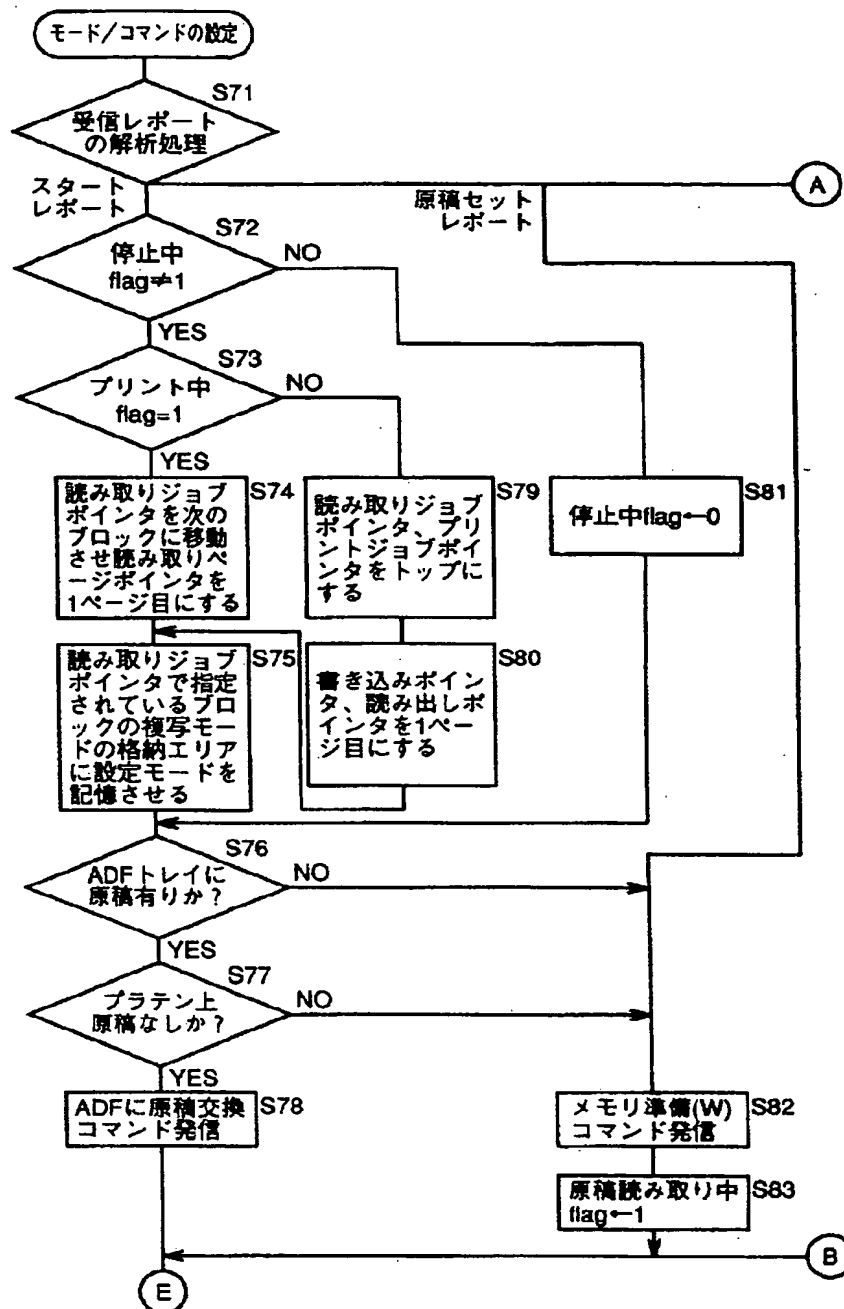 モード/コマンドの設定
S71
受信レポート
の解析処理
スタート
レポート
原稿セット
レポート
A
S72
停止中
flag≠1
NO
YES
S73
プリント中
flag=1
NO
YES
読み取りジョブ
ポインタを次の
ブロックに移動
させ読み取りペ
ージポインタを
1ページ目にする
S74
読み取りジョブ
ポインタ、プリ
ントジョブポイ
ンタをトップに
する
S79
停止中flag←0
S81
読み取りジョブ
ポインタで指定
されているブロ
ックの複写モー
ドの格納エリア
に設定モードを
記憶させる
S75
書き込みポイン
タ、読み出しポ
インタを1ペー
ジ目にする
S80
S76
ADFトレイに
原稿有りか?
NO
YES
S77
プラテン上
原稿なしか?
NO
YES
ADFに原稿交換
コマンド発信
S78
メモリ準備(W)
コマンド発信
S82
原稿読み取り中
flag←1
S83
B
E